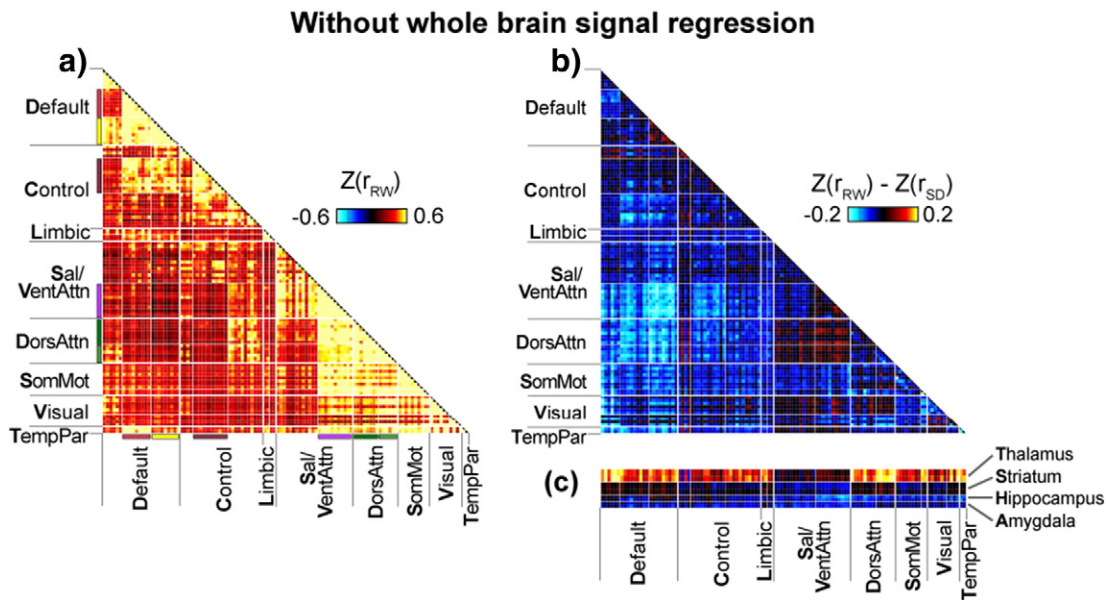 Without whole brain signal regression
a)
Default
Control
Limbic
Sal/
VentAttn
DorsAttn
SomMot
Visual
TempPar
Z(rRW)
-0.6
0.6
Default
Control
Limbic
Sal/
VentAttn
DorsAttn
SomMot
Visual
TempPar
b)
Default
Control
Limbic
Sal/
VentAttn
DorsAttn
SomMot
Visual
TempPar
Z(rRW) - Z(rSD)
-0.2
0.2
(c)
Thalamus
Striatum
Hippocampus
Amygdala
Default
Control
Limbic
Sal/
VentAttn
DorsAttn
SomMot
Visual
TempPar